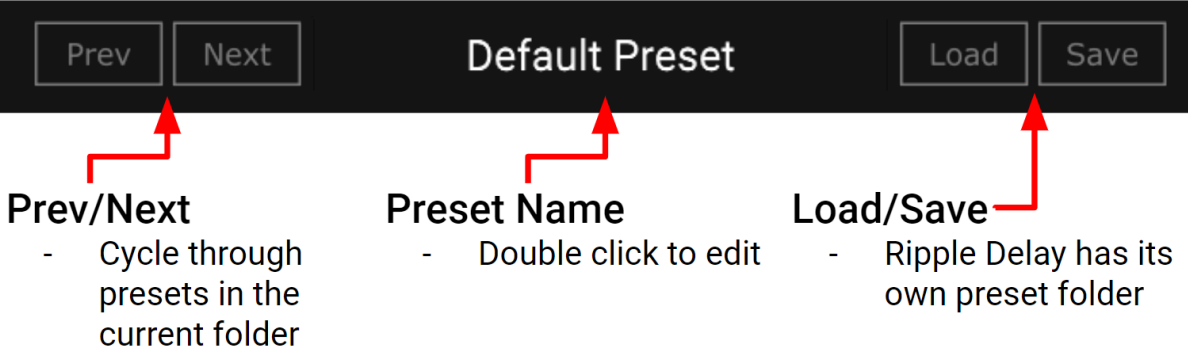 Prev Next Default Preset Load Save
Prev/Next
- Cycle through
presets in the
current folder
Preset Name
- Double click to edit
Load/Save
- Ripple Delay has its
own preset folder